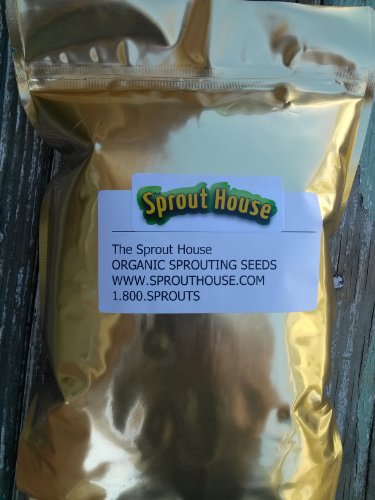 Sprout House
The Sprout House
ORGANIC SPROUTING SEEDS
WWW.SPROUTHOUSE.COM
1.800.SPROUTS